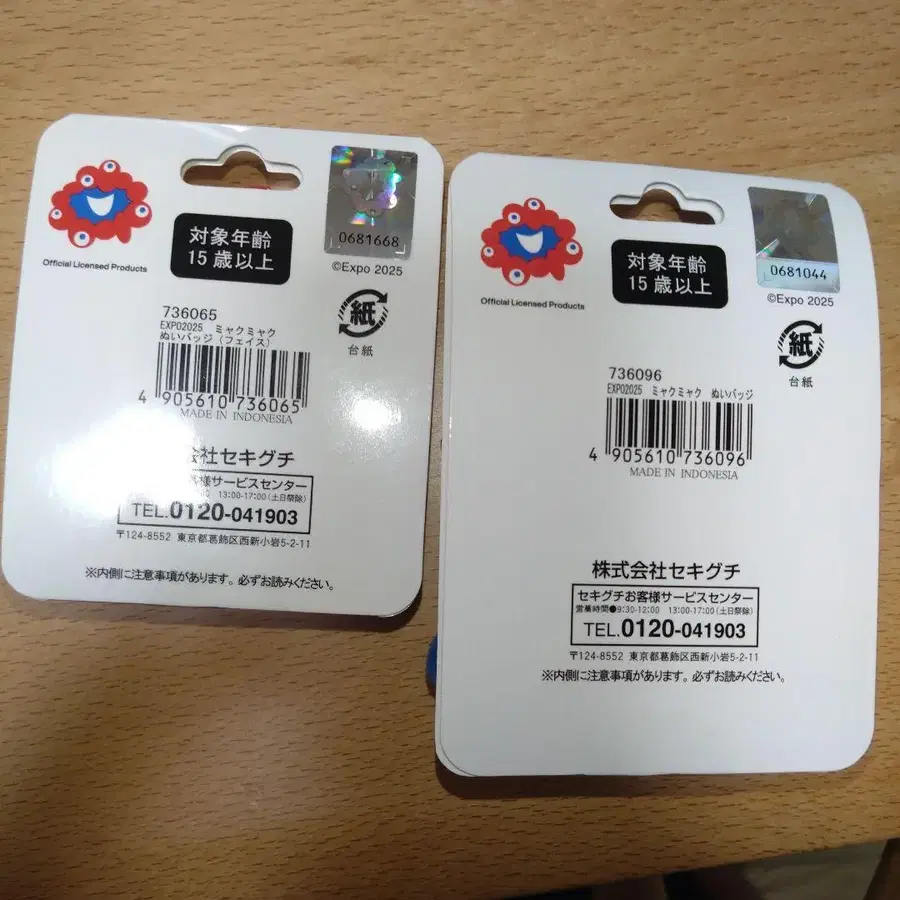 対象年齢
15歳以上
0681668
©Expo 2025
Official Licensed Products
紙
台紙
736065
EXPO2025 ミャクミャク
ぬいバッジ（フェイス）
4 905610 736065
MADE IN INDONESIA
会社セキグチ
客様サービスセンター
13:00-17:00(土日祭除)
TEL.0120-041903
〒124-8552 東京都葛飾区西新小岩5-2-11
※内側に注意事項があります。必ずお読みください。
対象年齢
15歳以上
0681044
©Expo 2025
Official Licensed Products
紙
台紙
736096
EXPO2025 ミャクミャク ぬいバッジ
4 905610 736096
MADE IN INDONESIA
株式会社セキグチ
セキグチお客様サービスセンター
営業時間●9:30-12:00 13:00-17:00(土日祭除)
TEL.0120-041903
〒124-8552 東京都葛飾区西新小岩5-2-11
※内側に注意事項があります。必ずお読みください。